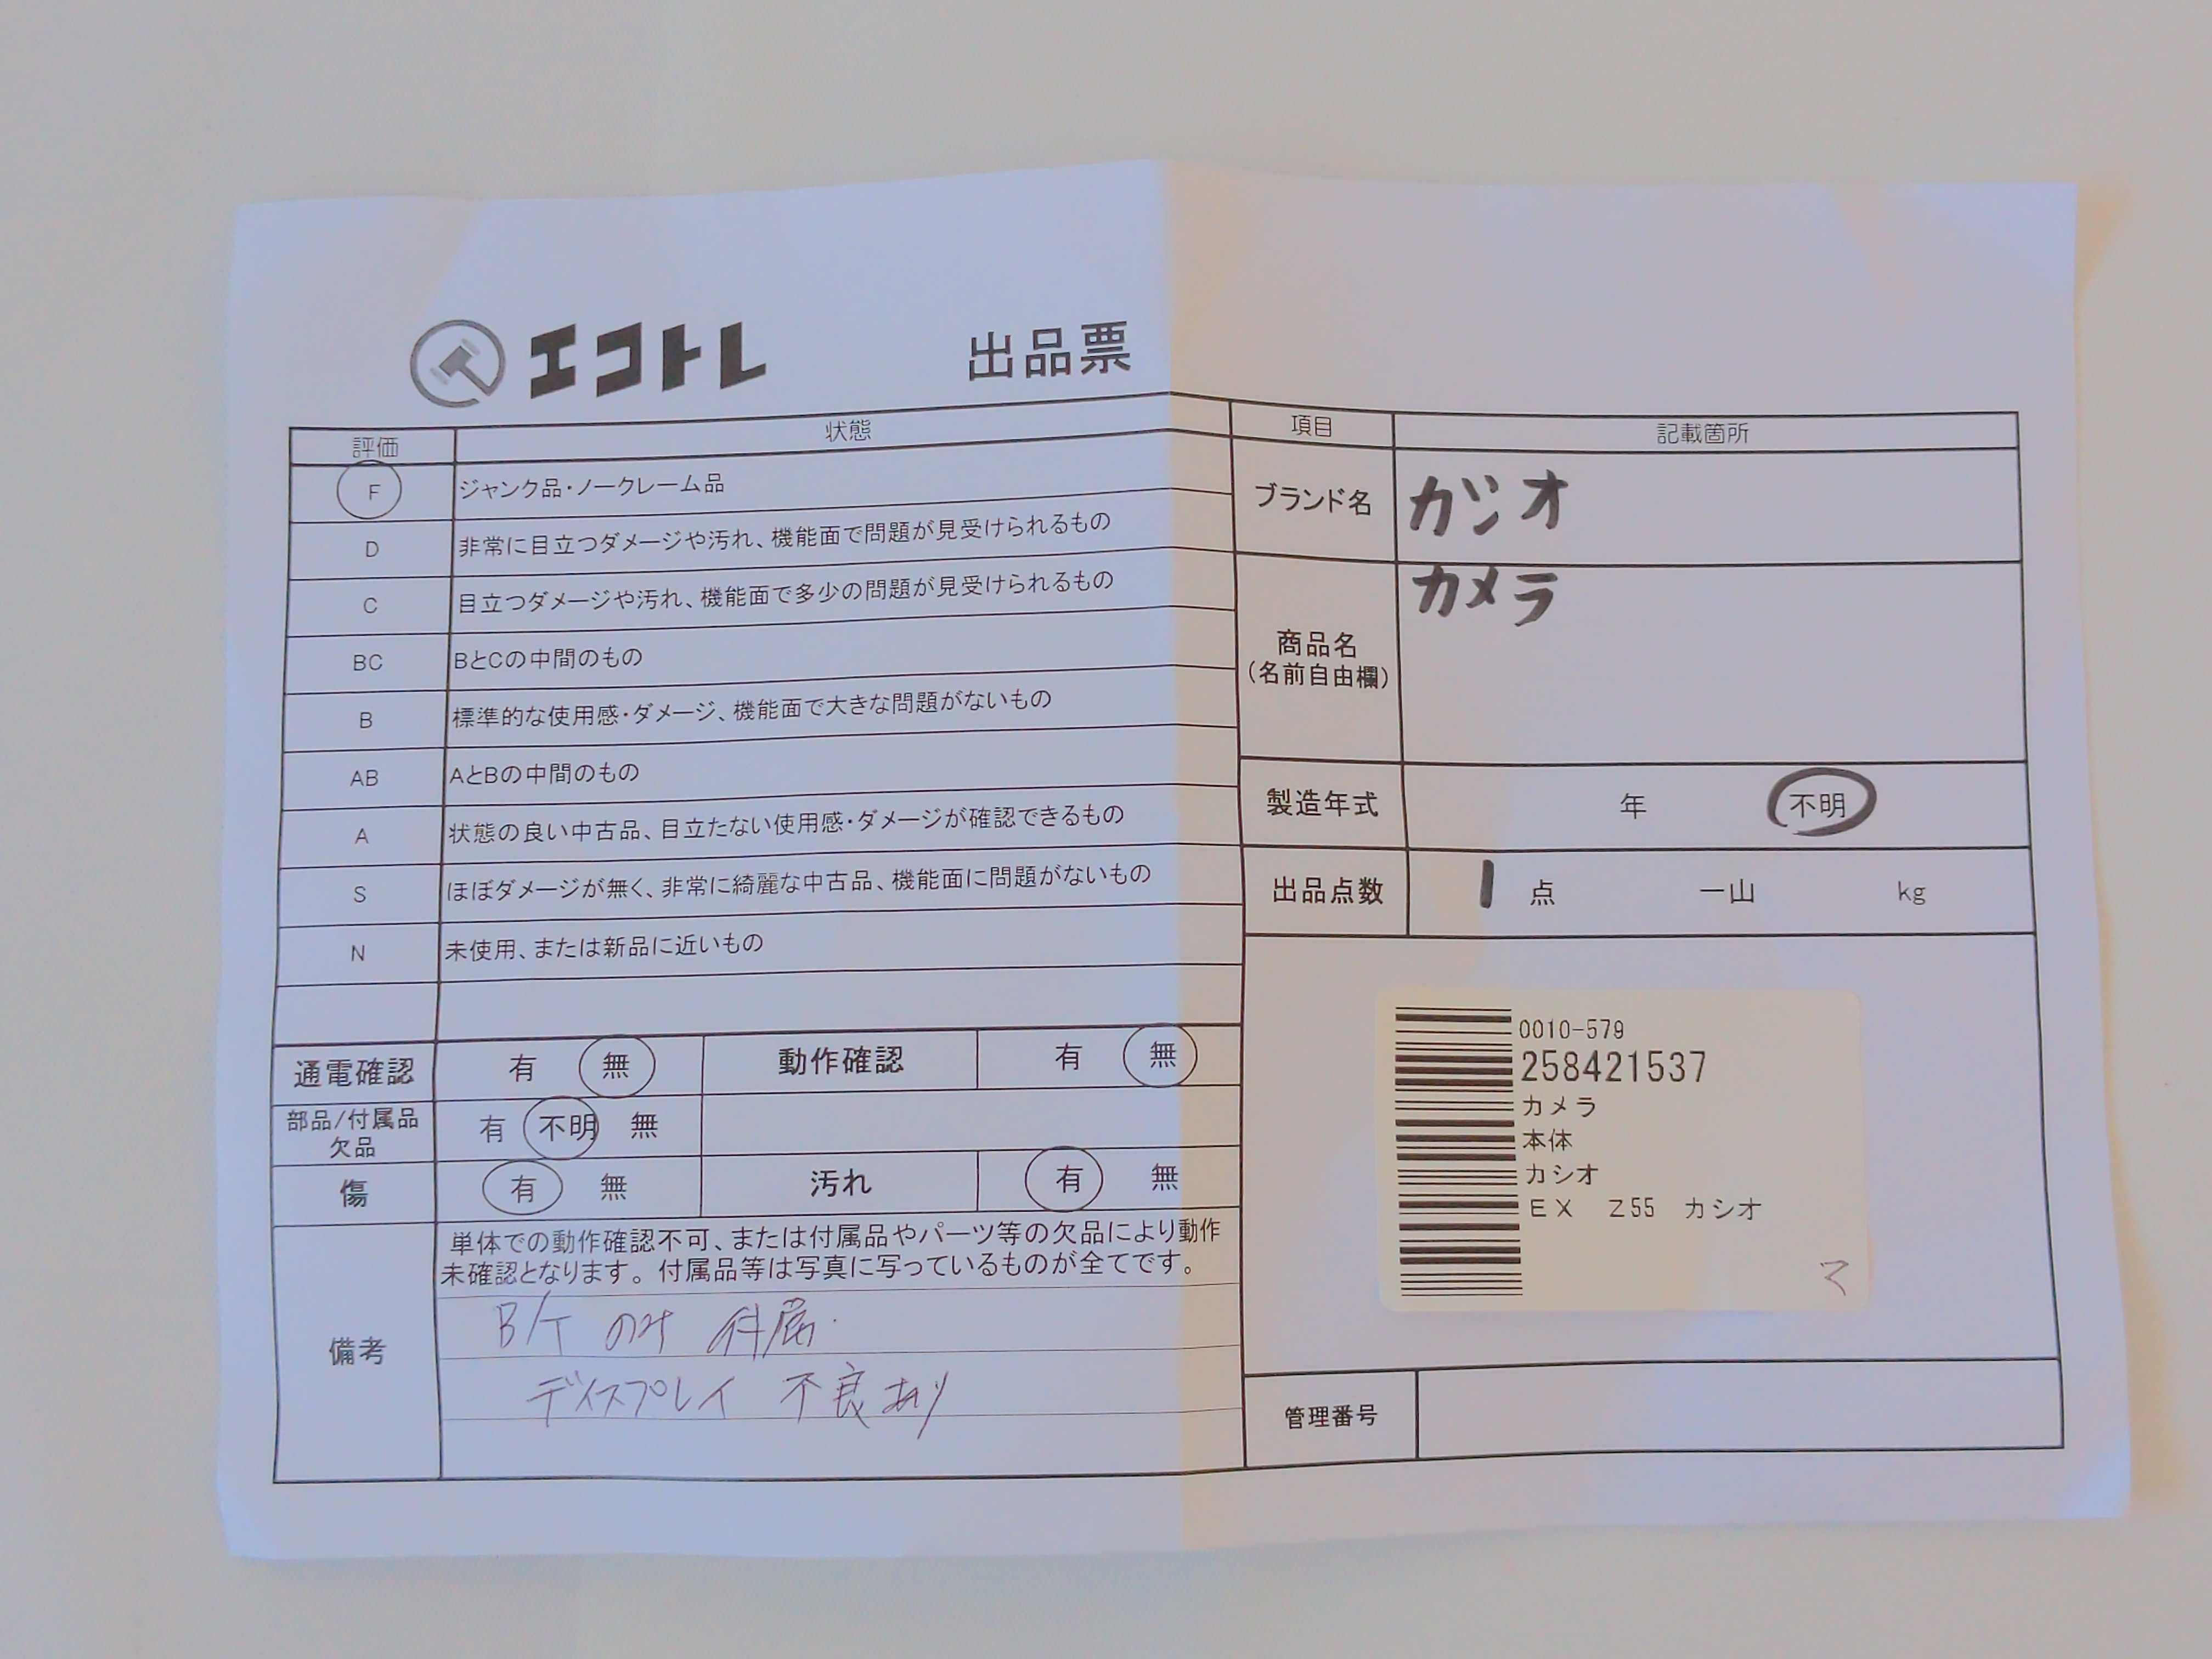 エコトレ 出品票
評価 状態
F ジャンク品・ノークレーム品
D 非常に目立つダメージや汚れ、機能面で問題が見受けられるもの
C 目立つダメージや汚れ、機能面で多少の問題が見受けられるもの
BC BとCの中間のもの
B 標準的な使用感・ダメージ、機能面で大きな問題がないもの
AB AとBの中間のもの
A 状態の良い中古品、目立たない使用感・ダメージが確認できるもの
S ほぼダメージが無く、非常に綺麗な中古品、機能面に問題がないもの
N 未使用、または新品に近いもの
通電確認 有 無 動作確認 有 無
部品/付属品 有 不明 無
欠品
傷 有 無 汚れ 有 無
備考
単体での動作確認不可、または付属品やパーツ等の欠品により動作
未確認となります。付属品等は写真に写っているものが全てです。
B/T のみ 付属.
ディスプレイ 不良あり
項目 記載箇所
ブランド名 カシオ
商品名 カメラ
(名前自由欄)
製造年式 年 不明
出品点数 1 点 一山 kg
0010-579
258421537
カメラ
本体
カシオ
EX Z55 カシオ
管理番号